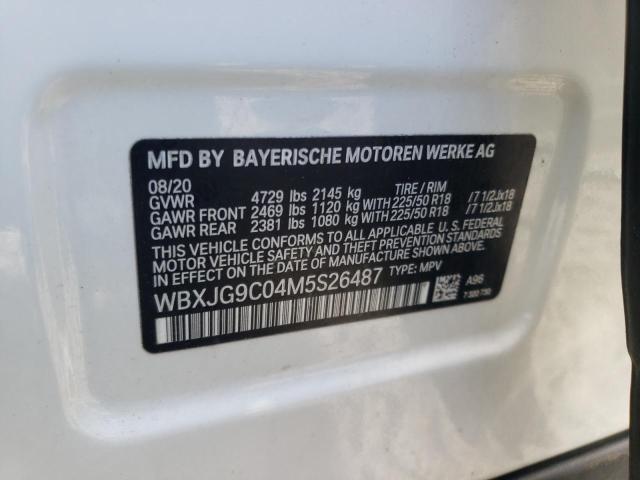 MFD BY BAYERISCHE MOTOREN WERKE AG
08/20 TIRE / RIM
GVWR 4729 lbs 2145 kg
GAWR FRONT 2469 lbs 1120 kg WITH 225/50 R18 /7 1/2Jx18
GAWR REAR 2381 lbs 1080 kg WITH 225/50 R18 /7 1/2Jx18
THIS VEHICLE CONFORMS TO ALL APPLICABLE U. S. FEDERAL
MOTOR VEHICLE SAFETY, BUMPER, AND THEFT PREVENTION STANDARDS
IN EFFECT ON THE DATE OF MANUFACTURE SHOWN ABOVE.
WBXJG9C04M5S26487 TYPE: MPV
A96